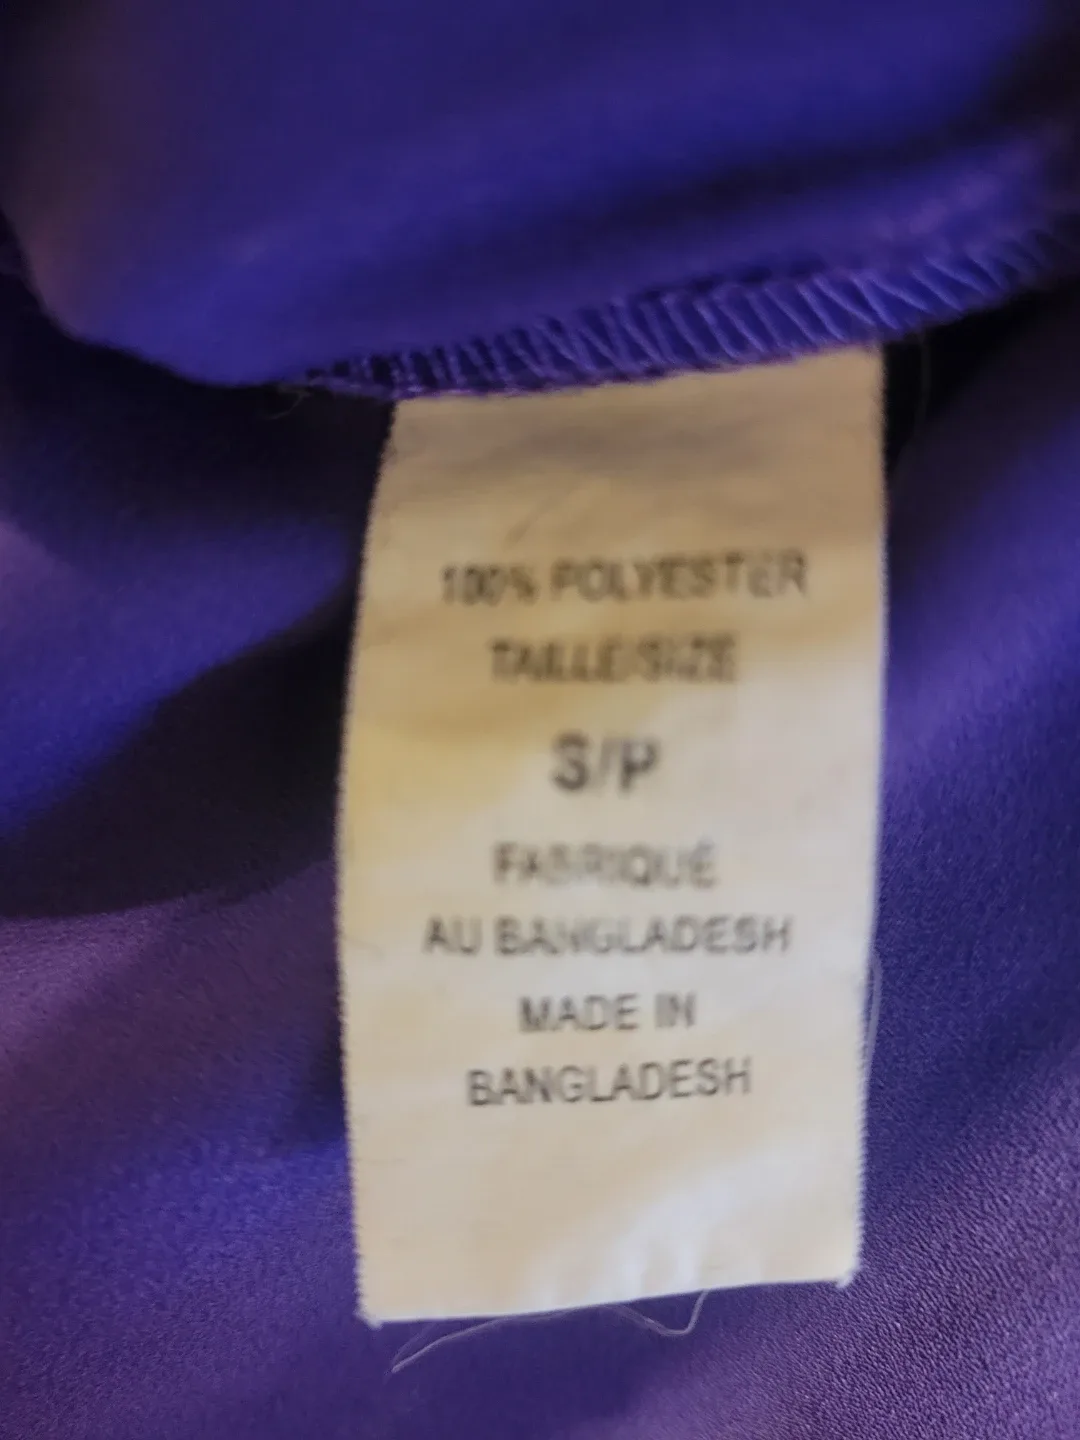 100% POLYESTER
TAILLE/SIZE
S/P
FABRIQUÉ
AU BANGLADESH
MADE IN
BANGLADESH